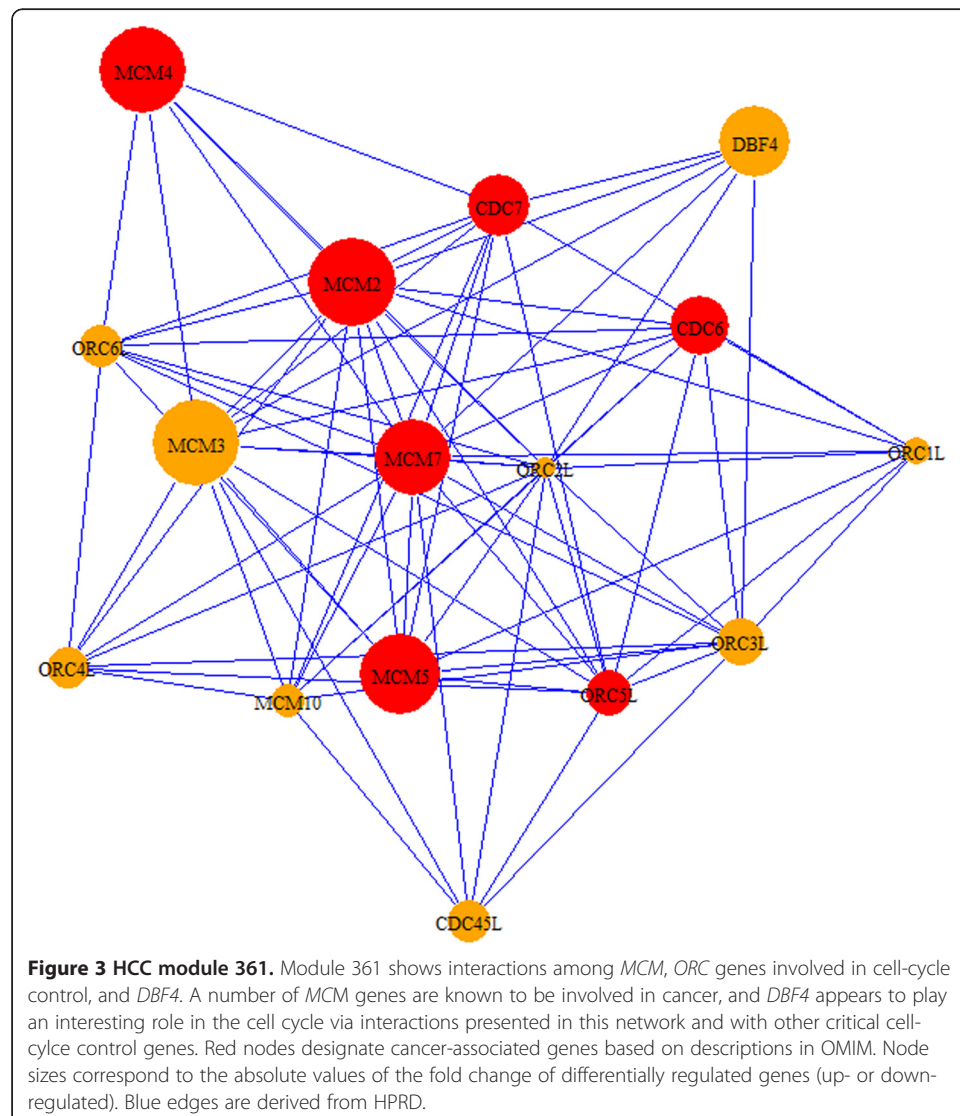 MCM4
DBF4
CDC7
MCM2
CDC6
ORC6L
MCM3
MCM7
ORC2L
ORC1L
ORC4L
MCM10
MCM5
ORC5L
ORC3L
CDC45L
Figure 3 HCC module 361. Module 361 shows interactions among MCM, ORC genes involved in cell-cycle
control, and DBF4. A number of MCM genes are known to be involved in cancer, and DBF4 appears to play
an interesting role in the cell cycle via interactions presented in this network and with other critical cell-
cylce control genes. Red nodes designate cancer-associated genes based on descriptions in OMIM. Node
sizes correspond to the absolute values of the fold change of differentially regulated genes (up- or down-
regulated). Blue edges are derived from HPRD.